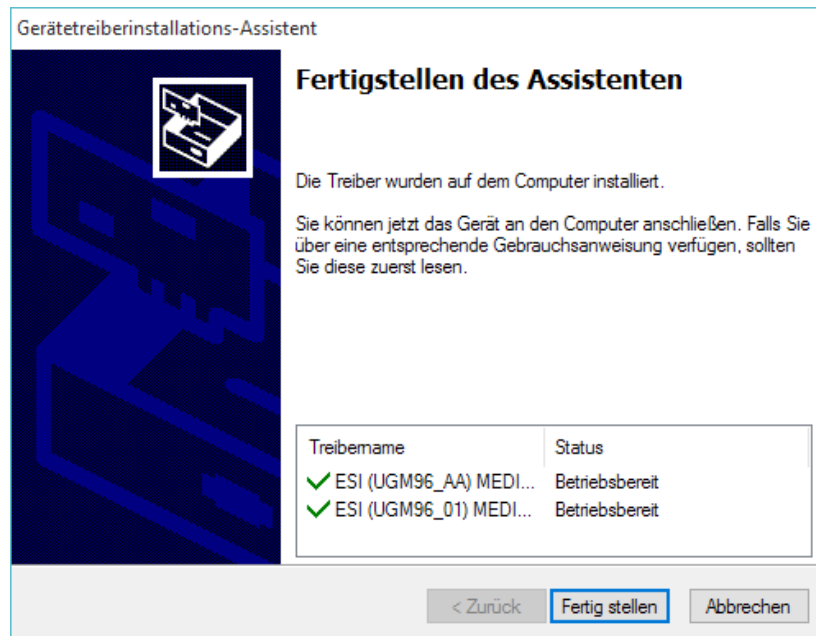 Gerätetreiberinstallations-Assistent
Fertigstellen des Assistenten
Die Treiber wurden auf dem Computer installiert.
Sie können jetzt das Gerät an den Computer anschließen. Falls Sie
über eine entsprechende Gebrauchsanweisung verfügen, sollten
Sie diese zuerst lesen.
Treibername Status
ESI (UGM96_AA) MEDI... Betriebsbereit
ESI (UGM96_01) MEDI... Betriebsbereit
< Zurück Fertig stellen Abbrechen